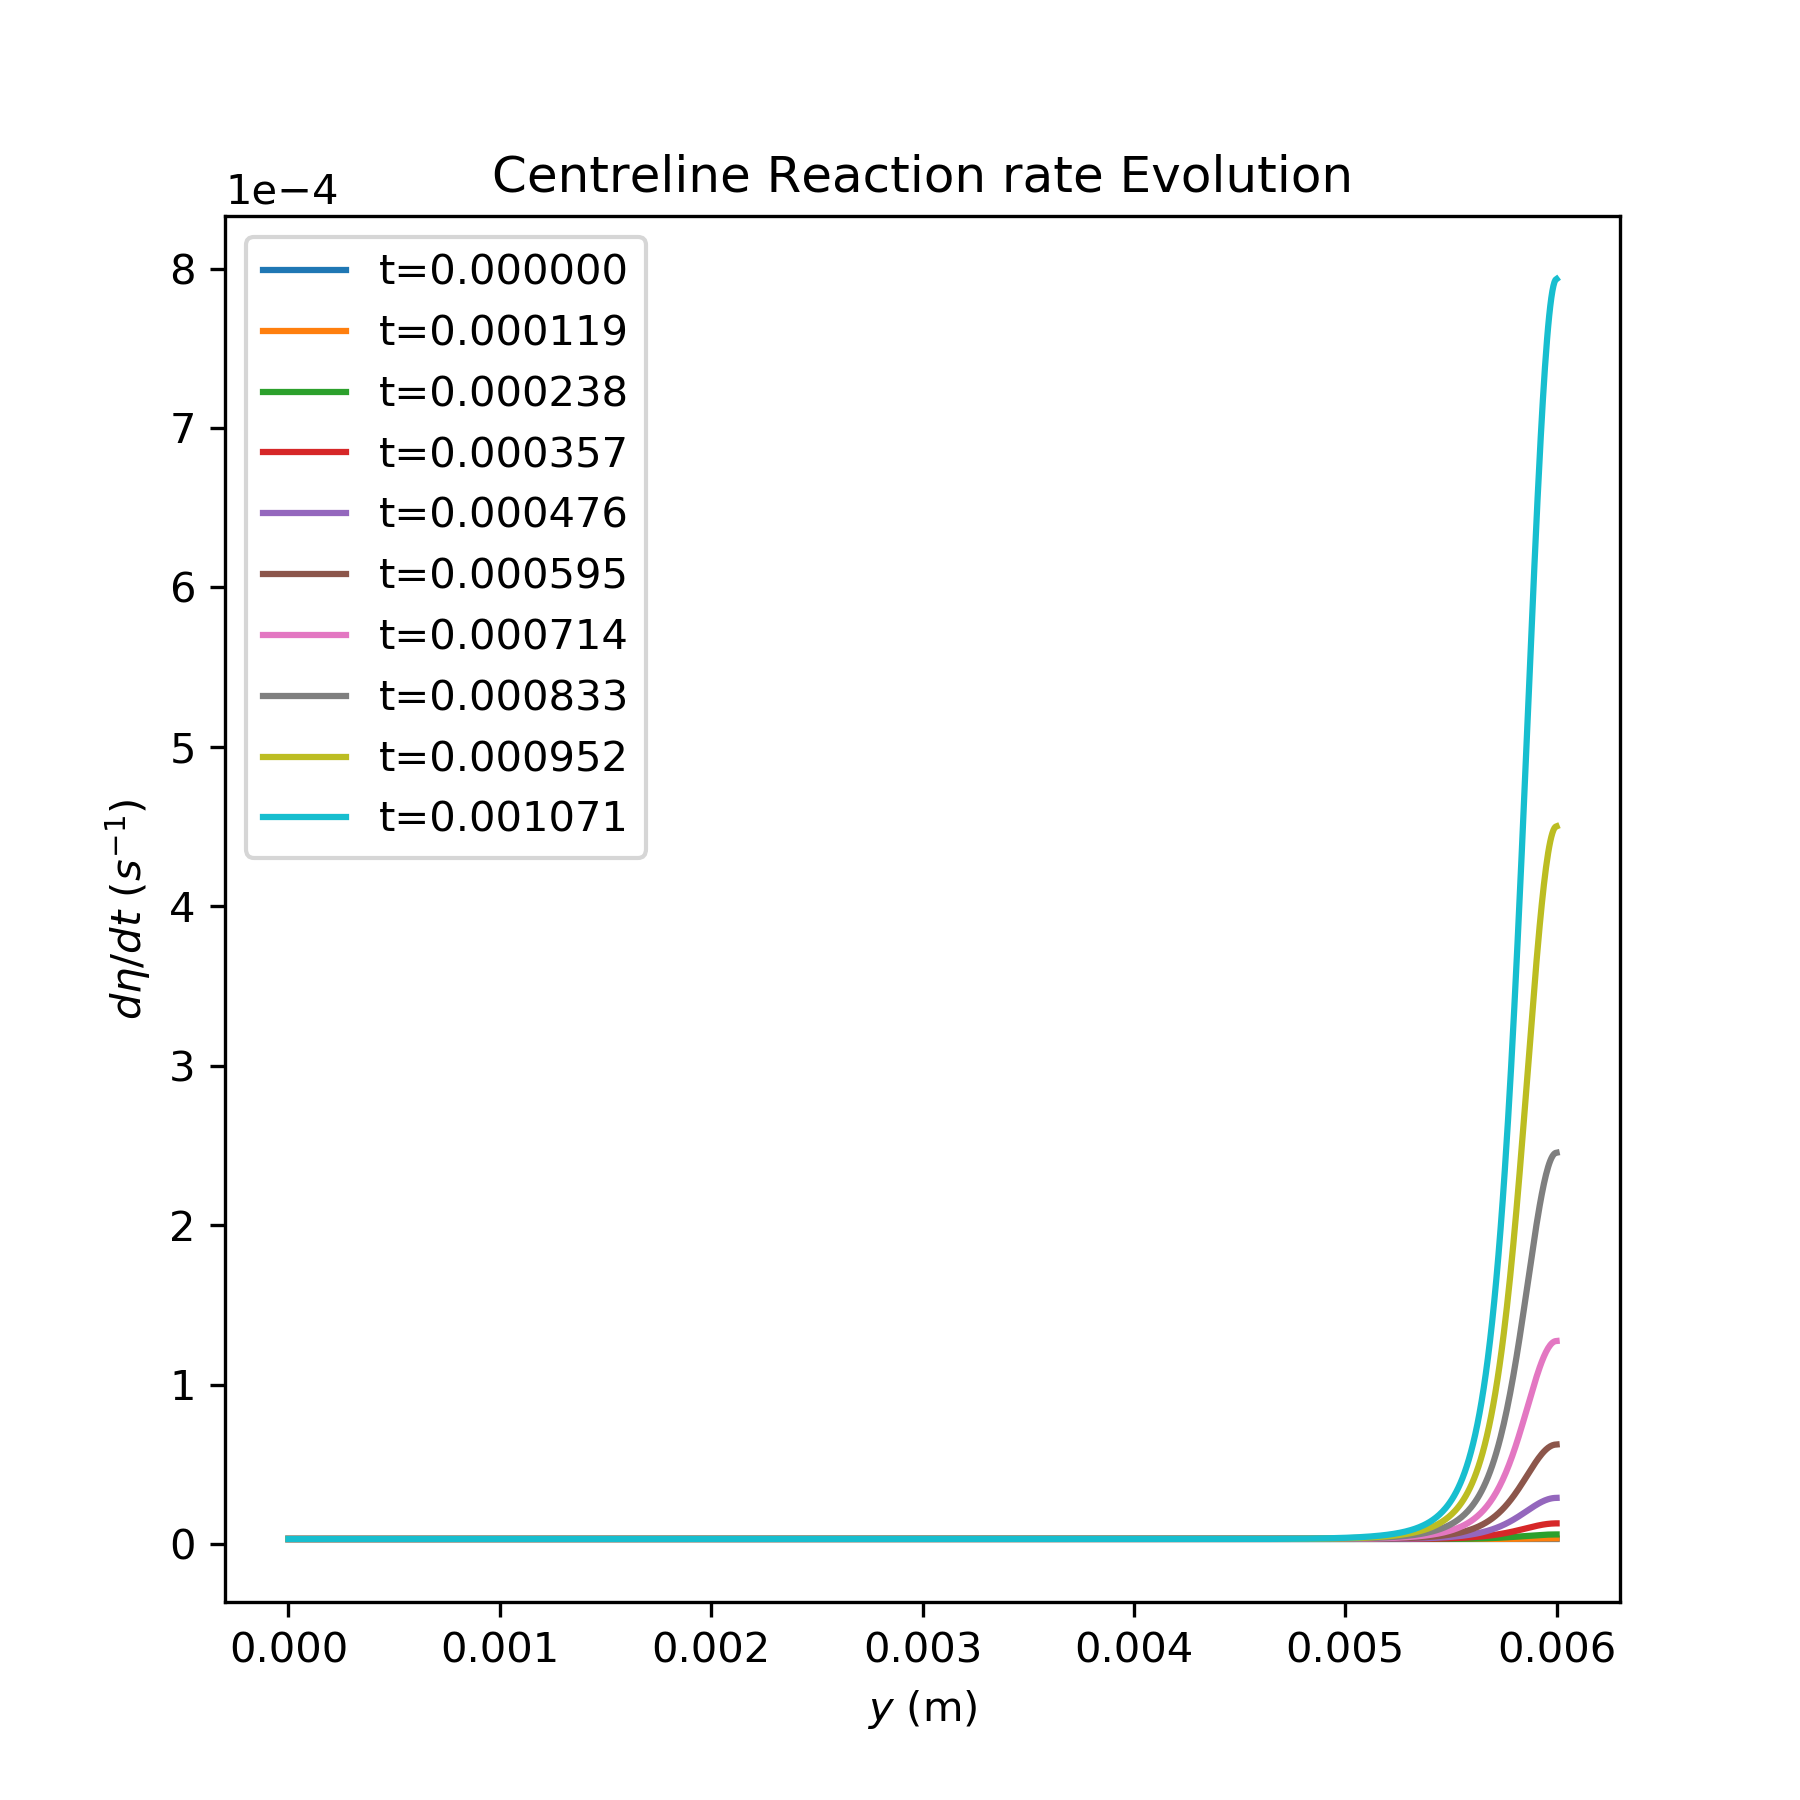 Centreline Reaction rate Evolution
1e−4
t=0.000000
t=0.000119
t=0.000238
t=0.000357
t=0.000476
t=0.000595
t=0.000714
t=0.000833
t=0.000952
t=0.001071
8
7
6
5
4
3
2
1
0
dη/dt (s⁻¹)
0.000 0.001 0.002 0.003 0.004 0.005 0.006
y (m)